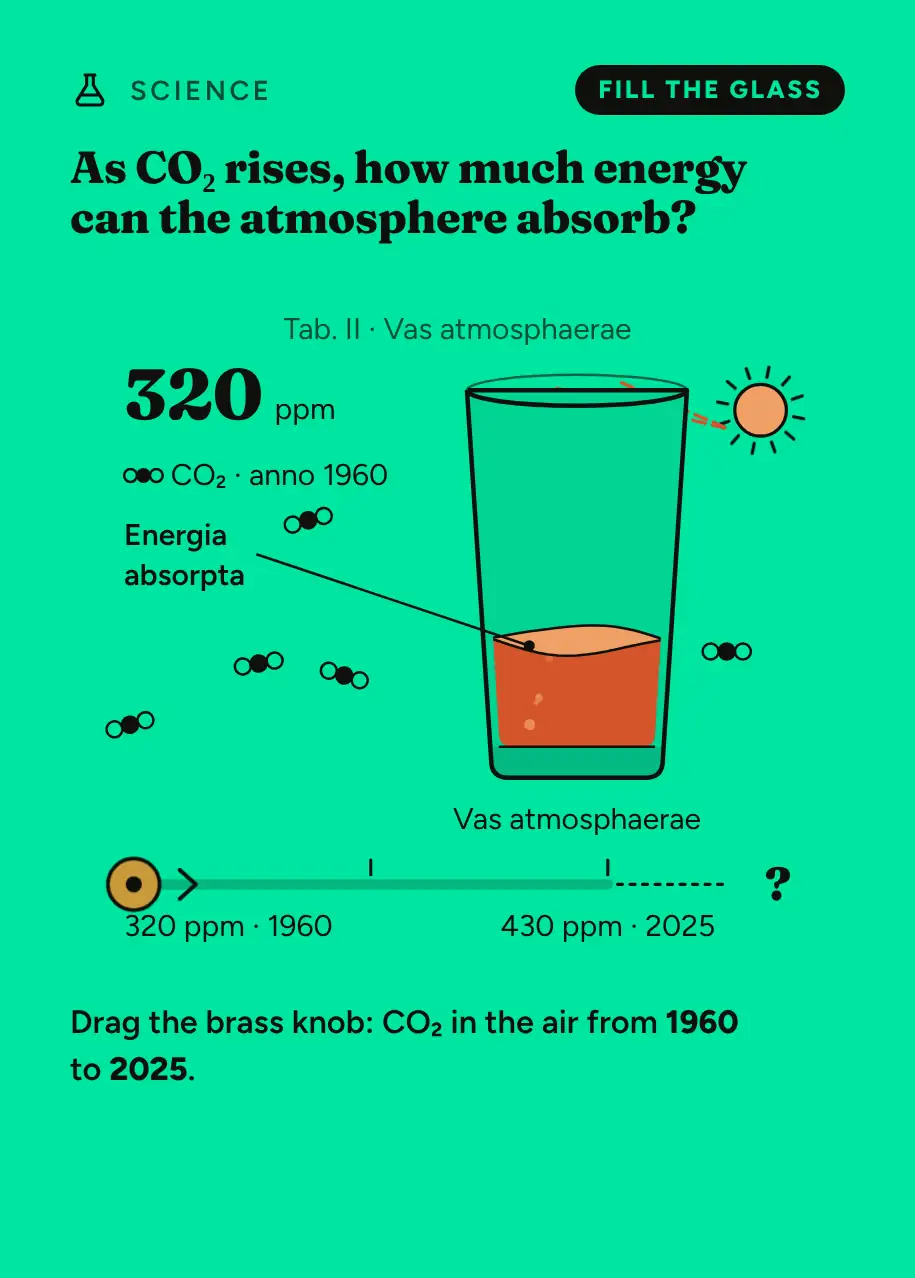 SCIENCE
FILL THE GLASS
As CO₂ rises, how much energy
can the atmosphere absorb?
Tab. II · Vas atmosphaerae
320 ppm
CO₂ · anno 1960
Energia
absorpta
Vas atmosphaerae
?
320 ppm · 1960
430 ppm · 2025
Drag the brass knob: CO₂ in the air from 1960
to 2025.